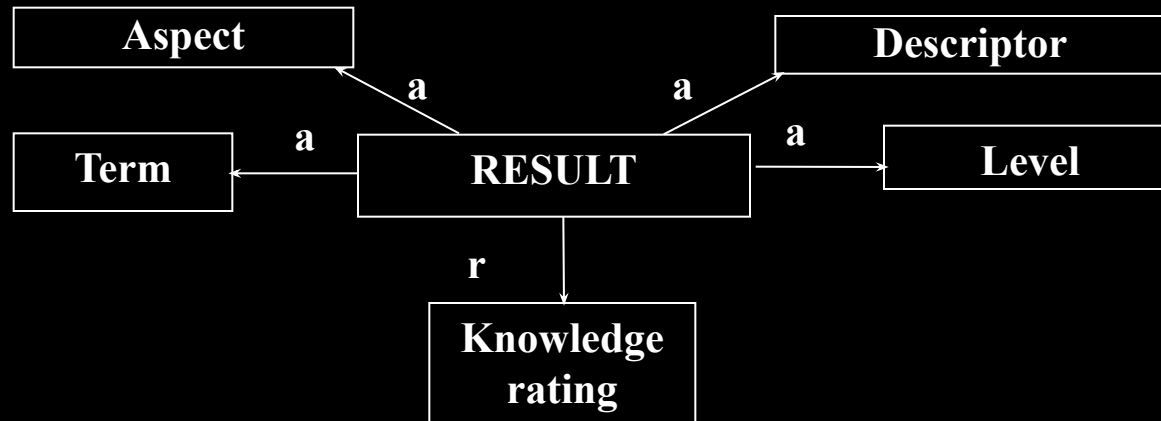 Aspect
Descriptor
a
a
Term
a
RESULT
a
Level
r
Knowledge
rating